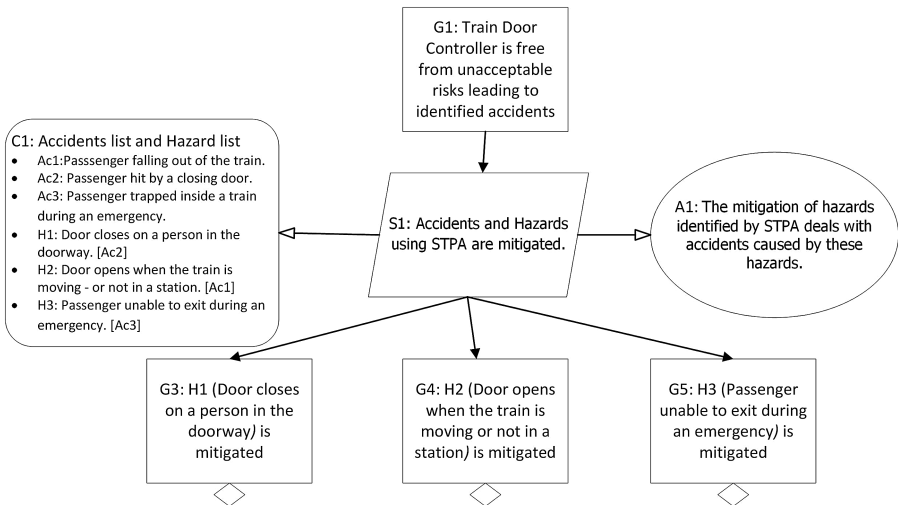 G1: Train Door
Controller is free
from unacceptable
risks leading to
identified accidents
C1: Accidents list and Hazard list
• Ac1:Passsenger falling out of the train.
• Ac2: Passenger hit by a closing door.
• Ac3: Passenger trapped inside a train
during an emergency.
• H1: Door closes on a person in the
doorway. [Ac2]
• H2: Door opens when the train is
moving - or not in a station. [Ac1]
• H3: Passenger unable to exit during an
emergency. [Ac3]
S1: Accidents and Hazards
using STPA are mitigated.
A1: The mitigation of hazards
identified by STPA deals with
accidents caused by these
hazards.
G3: H1 (Door closes
on a person in the
doorway) is
mitigated
G4: H2 (Door opens
when the train is
moving or not in a
station) is mitigated
G5: H3 (Passenger
unable to exit during
an emergency) is
mitigated